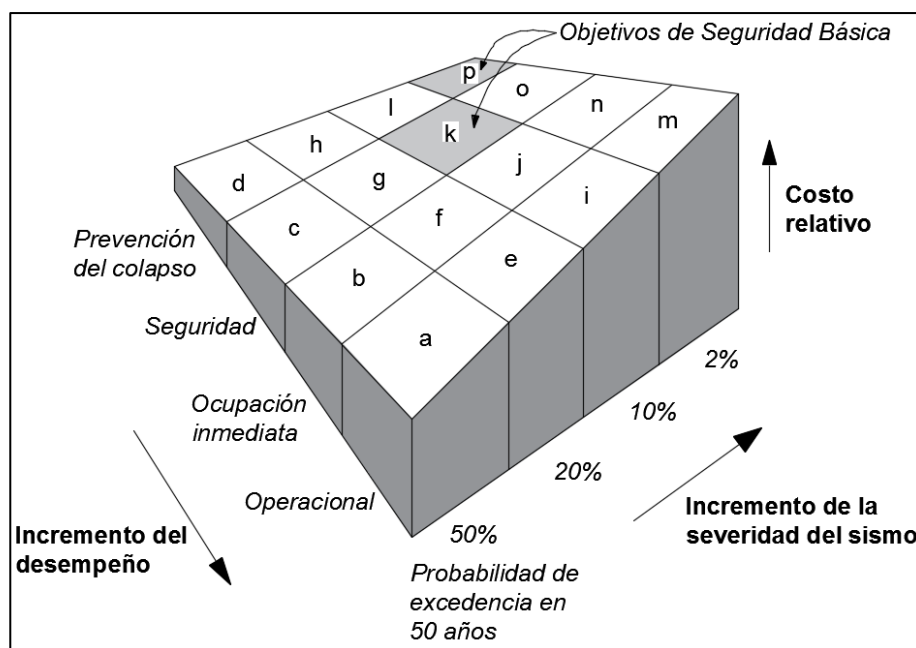 Objetivos de Seguridad Básica
p
o
l
n
k
m
h
j
d
g
i
c
f
b
e
a
Costo
relativo
Prevención
del colapso
Seguridad
Ocupación
inmediata
Operacional
2%
10%
20%
50%
Incremento del
desempeño
Incremento de la
severidad del sismo
Probabilidad de
excedencia en
50 años